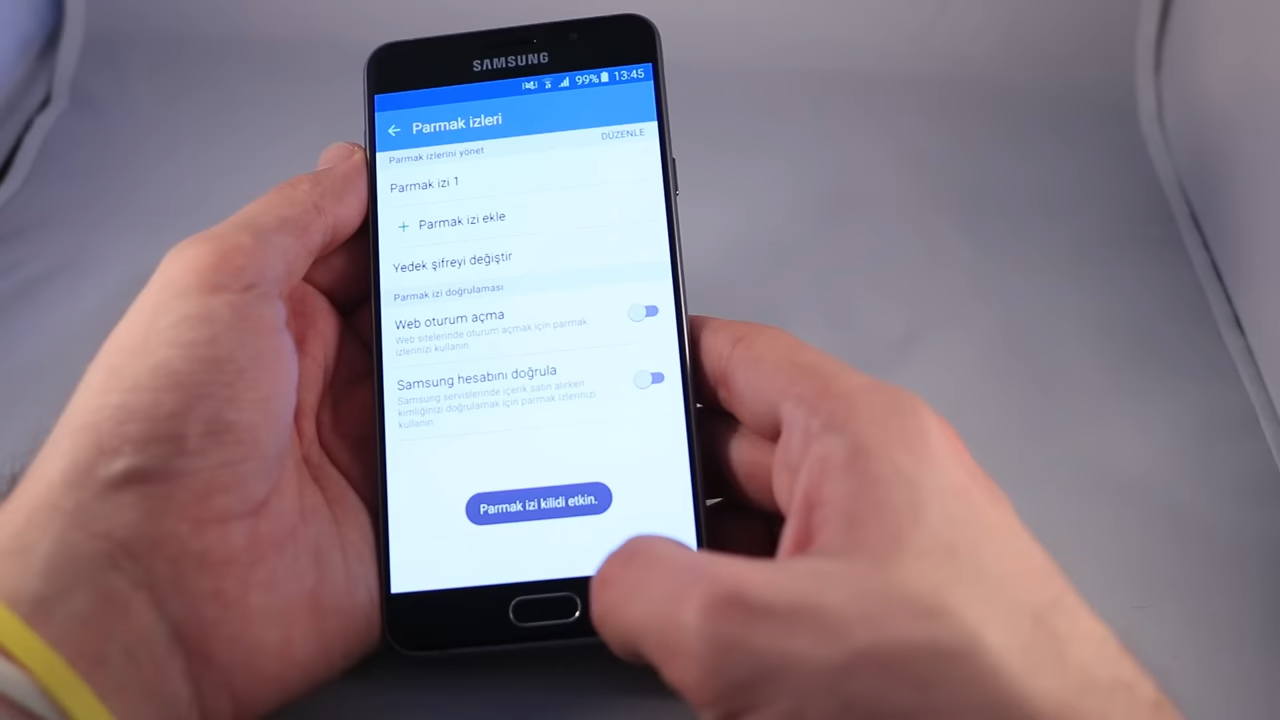 SAMSUNG
99% 13:45
Parmak izleri
Parmak izlerini yönet
DÜZENLE
Parmak izi 1
+ Parmak izi ekle
Yedek şifreyi değiştir
Parmak izi doğrulaması
Web oturum açma
Web sitelerinde oturum açmak için parmak
izlerinizi kullanın.
Samsung hesabını doğrula
Samsung servislerinde içerik satın alırken
kimliğinizi doğrulamak için parmak izlerinizi
kullanın.
Parmak izi kilidi etkin.